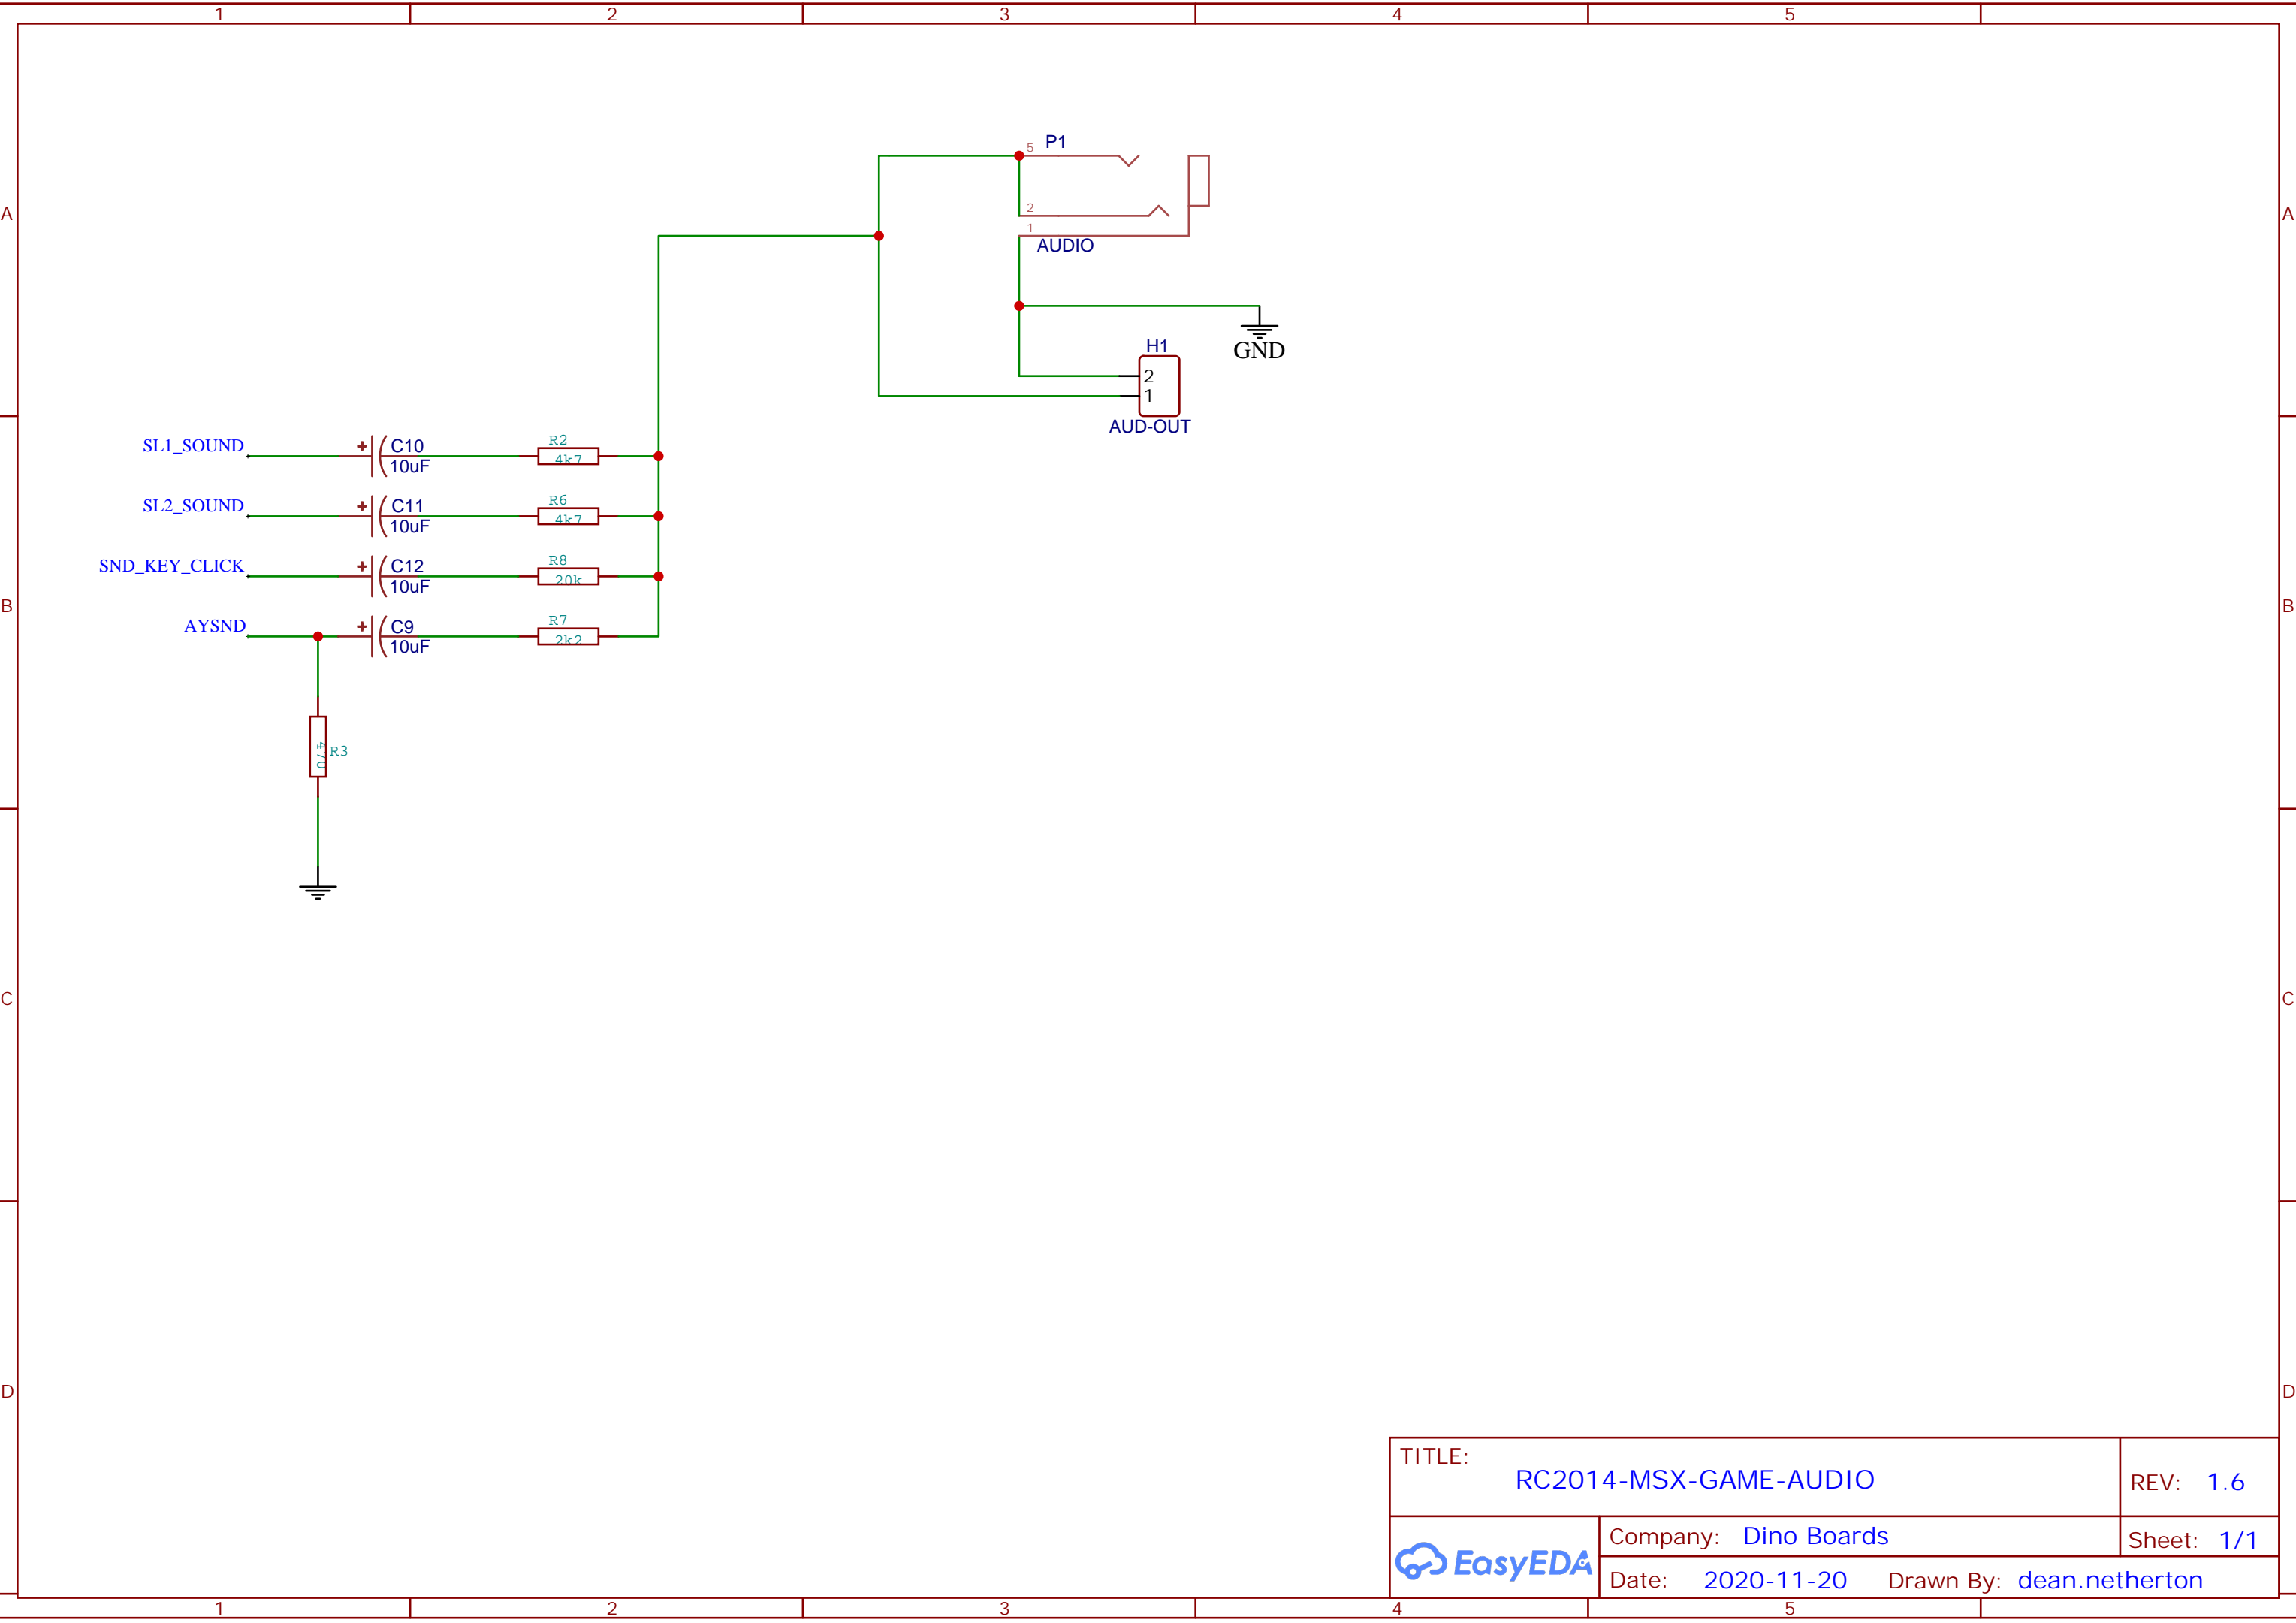 1 2 3 4 5
P1
5
A A
2
1
AUDIO
H1
GND
2
1
AUD-OUT
SL1_SOUND + C10 R2
10uF 4k7
SL2_SOUND + C11 R6
10uF 4k7
SND_KEY_CLICK + C12 R8
10uF 20k
B B
AYSND + C9 R7
10uF 2k2
470 R3
C C
D D
TITLE:
RC2014-MSX-GAME-AUDIO
REV: 1.6
EasyEDA
Company: Dino Boards
Sheet: 1/1
Date: 2020-11-20 Drawn By: dean.netherton
1 2 3 4 5